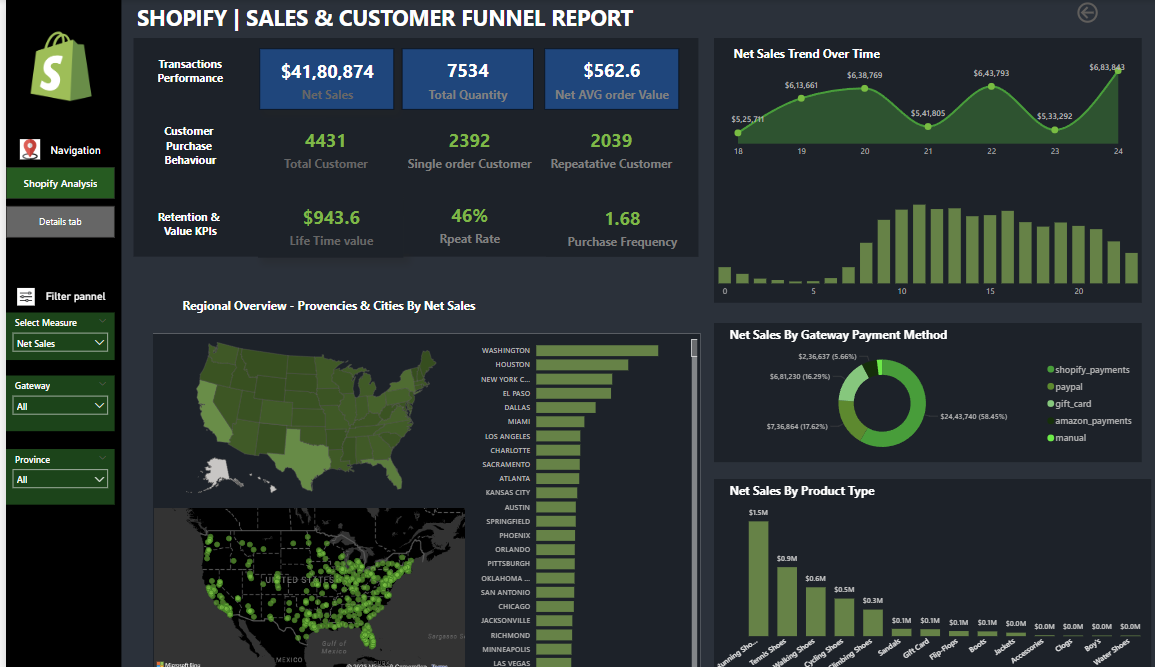 SHOPIFY | SALES & CUSTOMER FUNNEL REPORT
Navigation
Shopify Analysis
Details tab
Filter pannel
Select Measure
Net Sales
Gateway
All
Province
All
Transactions
Performance
$41,80,874
Net Sales
7534
Total Quantity
$562.6
Net AVG order Value
Customer
Purchase
Behaviour
4431
Total Customer
2392
Single order Customer
2039
Repeatative Customer
Retention &
Value KPIs
$943.6
Life Time value
46%
Rpeat Rate
1.68
Purchase Frequency
Regional Overview - Provencies & Cities By Net Sales
WASHINGTON
HOUSTON
NEW YORK C...
EL PASO
DALLAS
MIAMI
LOS ANGELES
CHARLOTTE
SACRAMENTO
ATLANTA
KANSAS CITY
AUSTIN
SPRINGFIELD
PHOENIX
ORLANDO
PITTSBURGH
OKLAHOMA ...
SAN ANTONIO
CHICAGO
JACKSONVILLE
RICHMOND
MINNEAPOLIS
LAS VEGAS
UNITED STATES
Gulf of
Mexico
MEXICO
Sargasso S
Microsoft Bing
Terms
Net Sales Trend Over Time
$5,25,711
$6,13,661
$6,38,769
$5,41,805
$6,43,793
$5,33,292
$6,83,843
18 19 20 21 22 23 24
0 5 10 15 20
Net Sales By Gateway Payment Method
$2,36,637 (5.66%)
$6,81,230 (16.29%)
$7,36,864 (17.62%)
$24,43,740 (58.45%)
shopify_payments
paypal
gift_card
amazon_payments
manual
Net Sales By Product Type
$1.5M
$0.9M
$0.6M
$0.5M
$0.3M
$0.1M
$0.1M
$0.1M
$0.1M
$0.0M
$0.0M
$0.0M
$0.0M
$0.0M
unning Sho...
Tennis Shoes
Walking Shoes
Cycling Shoes
limbing Shoes
Sandals
Gift Card
Flip-Flops
Boots
Jackets
Accessories
Clogs
Boy's
Water Shoes